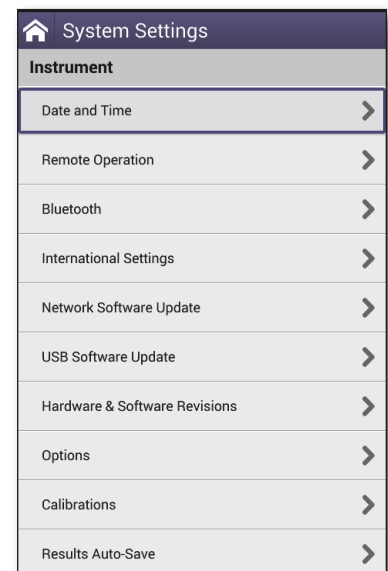 System Settings
Instrument
Date and Time
Remote Operation
Bluetooth
International Settings
Network Software Update
USB Software Update
Hardware & Software Revisions
Options
Calibrations
Results Auto-Save